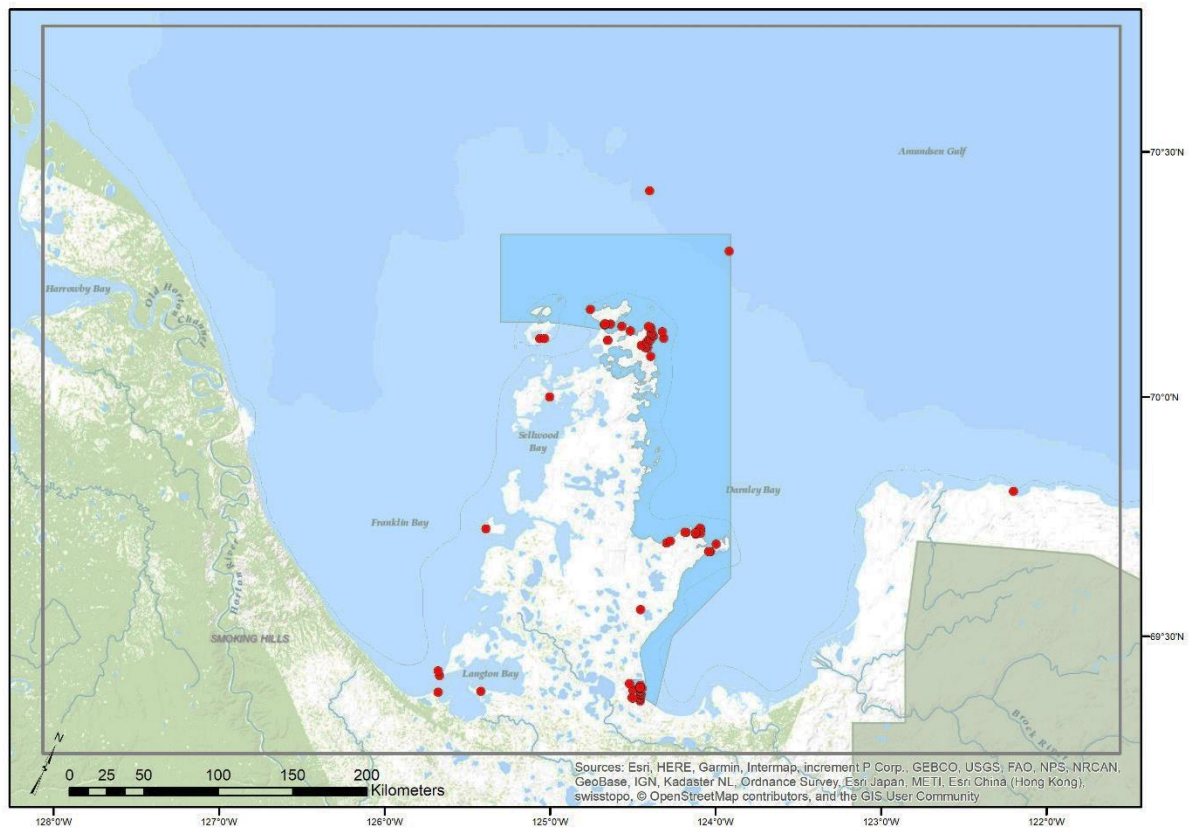 Amundsen Gulf
70°30'N
Harrowby Bay
Old Horton
Channel
70°0'N
Sellwood
Bay
Darnley Bay
Franklin Bay
Horton River
SMOKING HILLS
69°30'N
Langton Bay
Brock River
N
0 25 50 100 150 200
Kilometers
Sources: Esri, HERE, Garmin, Intermap, increment P Corp., GEBCO, USGS, FAO, NPS, NRCAN,
GeoBase, IGN, Kadaster NL, Ordnance Survey, Esri Japan, METI, Esri China (Hong Kong),
swisstopo, © OpenStreetMap contributors, and the GIS User Community
128°0'W 127°0'W 126°0'W 125°0'W 124°0'W 123°0'W 122°0'W